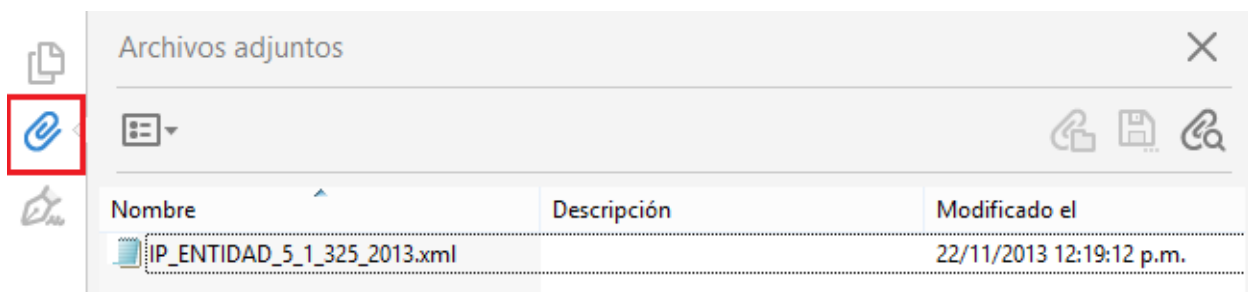 Archivos adjuntos
Nombre Descripción Modificado el
IP_ENTIDAD_5_1_325_2013.xml 22/11/2013 12:19:12 p.m.